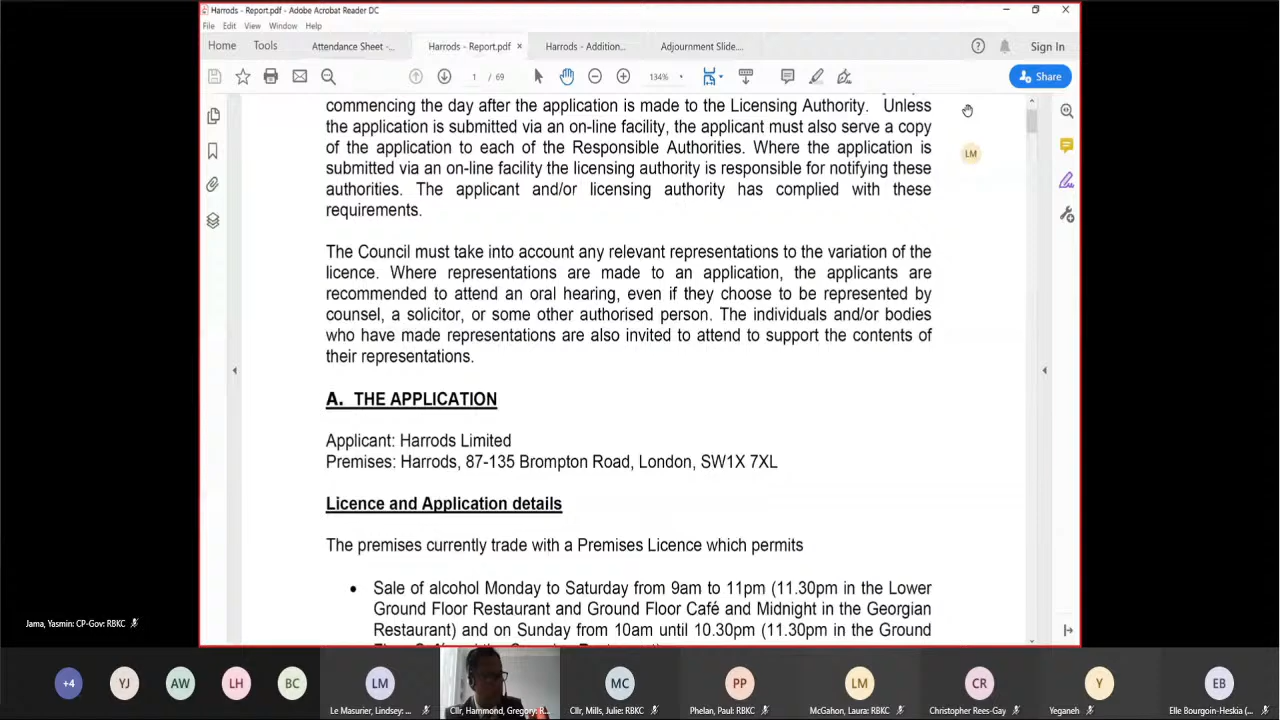 Harrods - Report.pdf - Adobe Acrobat Reader DC
File Edit View Window Help
Home Tools Attendance Sheet -... Harrods - Report.pdf × Harrods - Addition... Adjournment Slide.... Sign In
1 / 69 134% Share
commencing the day after the application is made to the Licensing Authority. Unless
the application is submitted via an on-line facility, the applicant must also serve a copy
of the application to each of the Responsible Authorities. Where the application is
submitted via an on-line facility the licensing authority is responsible for notifying these
authorities. The applicant and/or licensing authority has complied with these
requirements.
LM
The Council must take into account any relevant representations to the variation of the
licence. Where representations are made to an application, the applicants are
recommended to attend an oral hearing, even if they choose to be represented by
counsel, a solicitor, or some other authorised person. The individuals and/or bodies
who have made representations are also invited to attend to support the contents of
their representations.
A. THE APPLICATION
Applicant: Harrods Limited
Premises: Harrods, 87-135 Brompton Road, London, SW1X 7XL
Licence and Application details
The premises currently trade with a Premises Licence which permits
• Sale of alcohol Monday to Saturday from 9am to 11pm (11.30pm in the Lower
Ground Floor Restaurant and Ground Floor Café and Midnight in the Georgian
Restaurant) and on Sunday from 10am until 10.30pm (11.30pm in the Ground
Jama, Yasmin: CP-Gov: RBKC
+4 YJ AW LH BC LM MC PP LM CR Y EB
Le Masurier, Lindsey: ... Cllr, Hammond, Gregory: R... Cllr, Mills, Julie: RBKC Phelan, Paul: RBKC McGahon, Laura: RBKC Christopher Rees-Gay Yeganeh Elle Bourgoin-Heskia (...